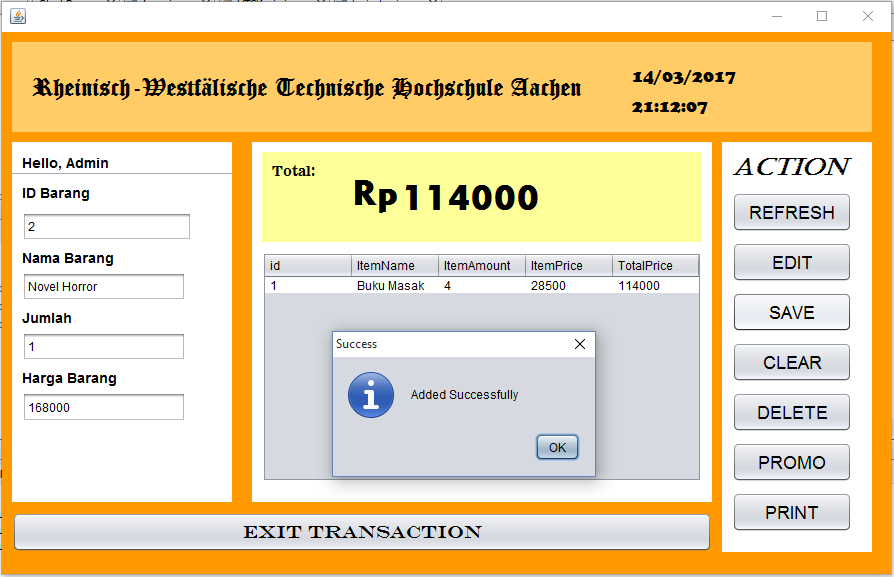 Rheinisch-Westfälische Technische Hochschule Aachen
14/03/2017
21:12:07
Hello, Admin
ID Barang
2
Nama Barang
Novel Horror
Jumlah
1
Harga Barang
168000
Total:
Rp114000
id ItemName ItemAmount ItemPrice TotalPrice
1 Buku Masak 4 28500 114000
Success
Added Successfully
OK
ACTION
REFRESH
EDIT
SAVE
CLEAR
DELETE
PROMO
PRINT
EXIT TRANSACTION